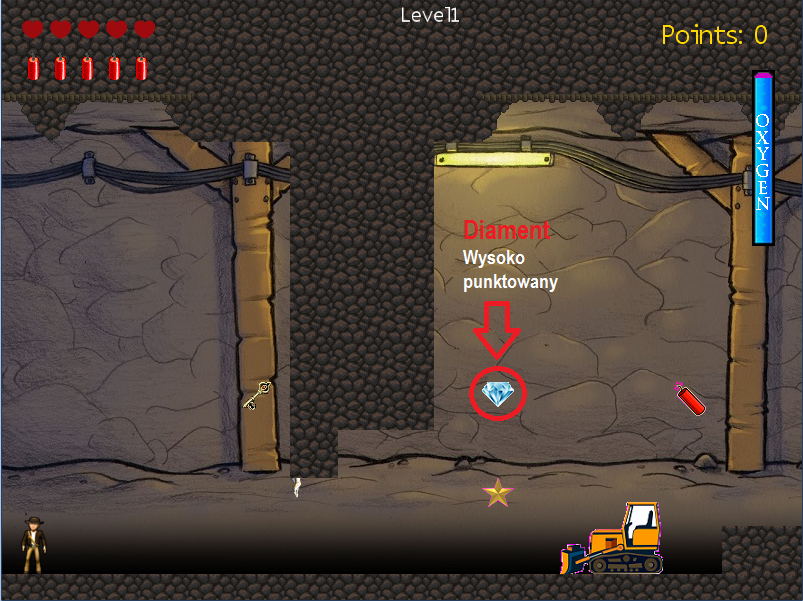 Level1
Points: 0
OXYGEN
Diament
Wysoko
punktowany